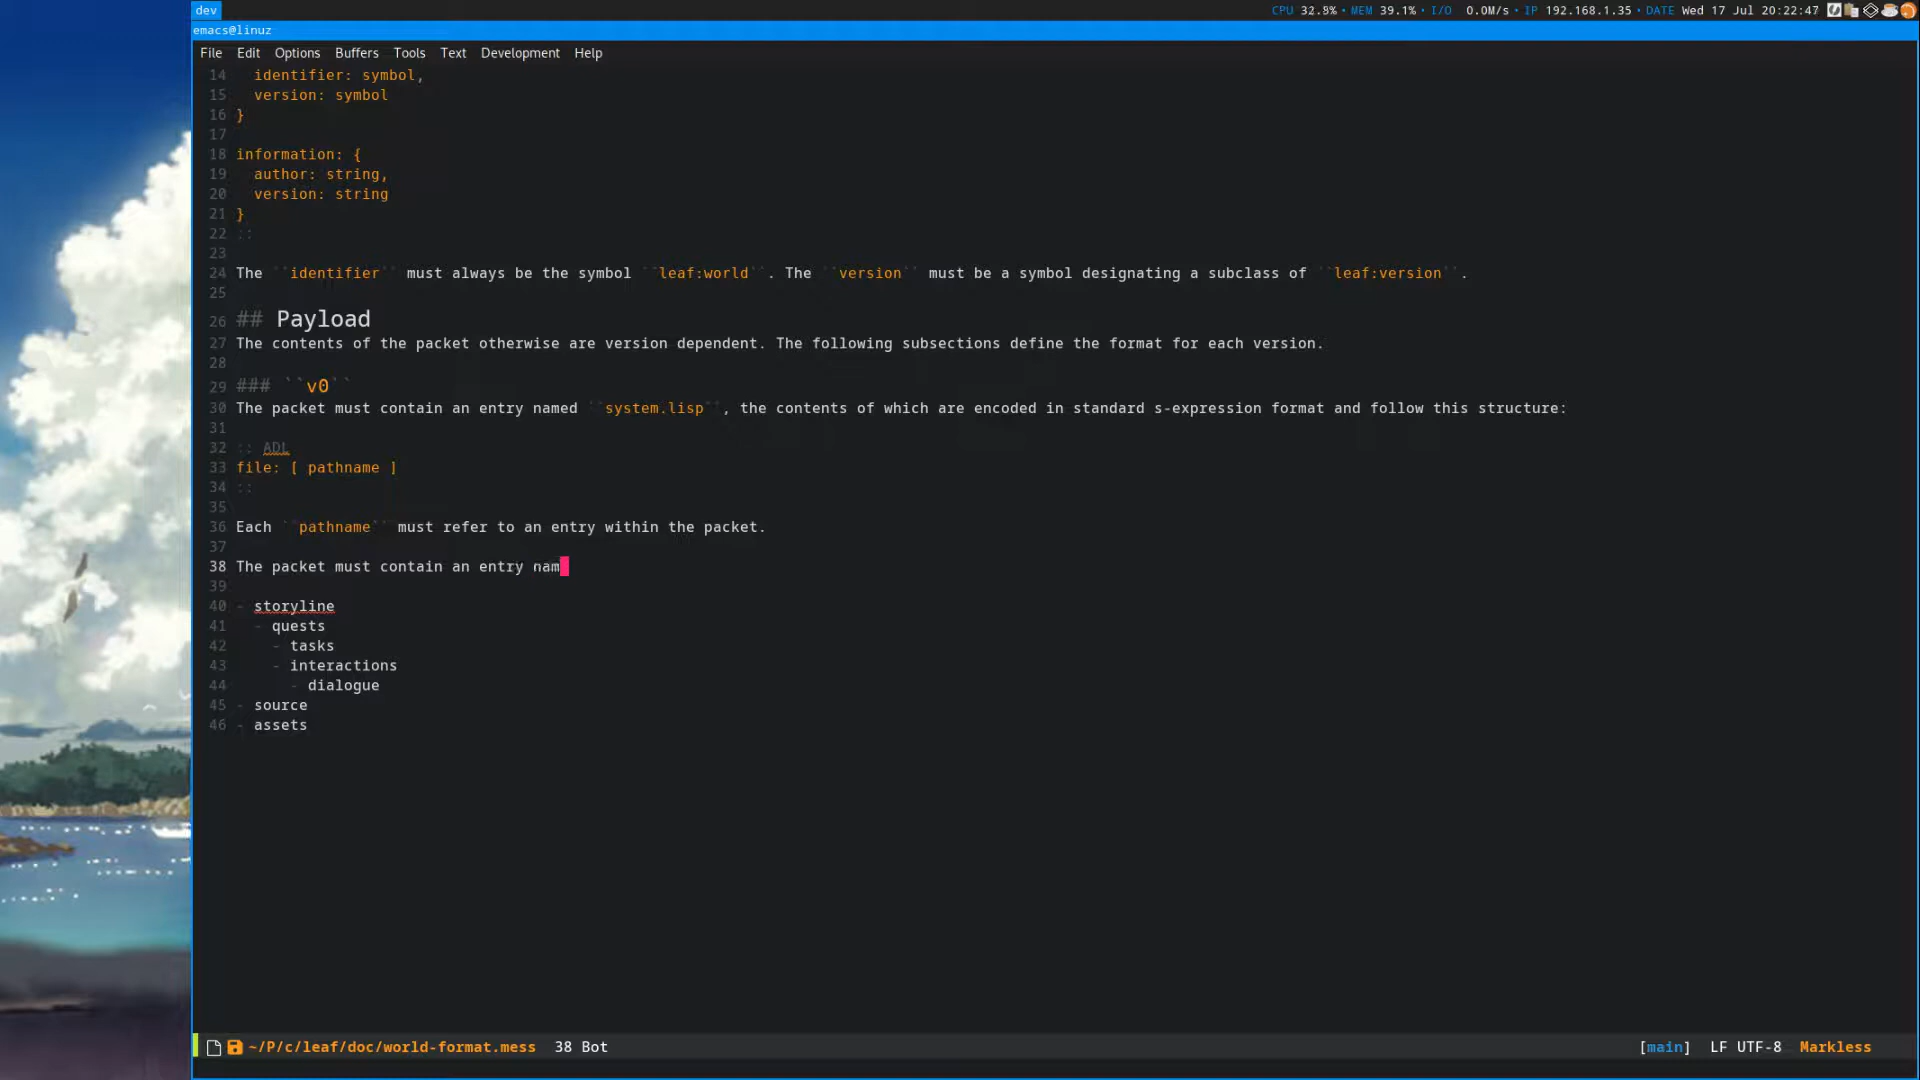 dev
CPU 32.8% • MEM 39.1% • I/O 0.0M/s • IP 192.168.1.35 • DATE Wed 17 Jul 20:22:47
emacs@linuz
File Edit Options Buffers Tools Text Development Help
14 identifier: symbol,
15 version: symbol
16 }
17
18 information: {
19 author: string,
20 version: string
21 }
22 ::
23
24 The ``identifier`` must always be the symbol ``leaf:world``. The ``version`` must be a symbol designating a subclass of ``leaf:version``.
25
26 ## Payload
27 The contents of the packet otherwise are version dependent. The following subsections define the format for each version.
28
29 ### ``v0``
30 The packet must contain an entry named ``system.lisp``, the contents of which are encoded in standard s-expression format and follow this structure:
31
32 :: ADL
33 file: [ pathname ]
34 ::
35
36 Each ``pathname`` must refer to an entry within the packet.
37
38 The packet must contain an entry nam
39
40 - storyline
41 - quests
42 - tasks
43 - interactions
44 - dialogue
45 - source
46 - assets
~/P/c/leaf/doc/world-format.mess 38 Bot [main] LF UTF-8 Markless